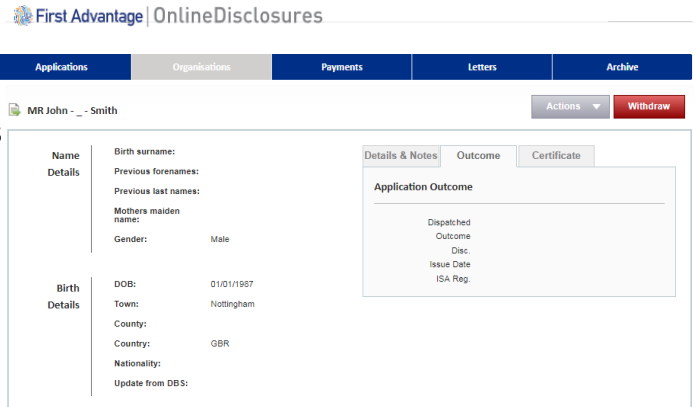 First Advantage | OnlineDisclosures
Applications Organisations Payments Letters Archive
MR John - _ - Smith
Actions Withdraw
Name Details
Birth surname:
Previous forenames:
Previous last names:
Mothers maiden name:
Gender: Male
Birth Details
DOB: 01/01/1987
Town: Nottingham
County:
Country: GBR
Nationality:
Update from DBS:
Details & Notes Outcome Certificate
Application Outcome
Dispatched
Outcome
Disc.
Issue Date
ISA Reg.